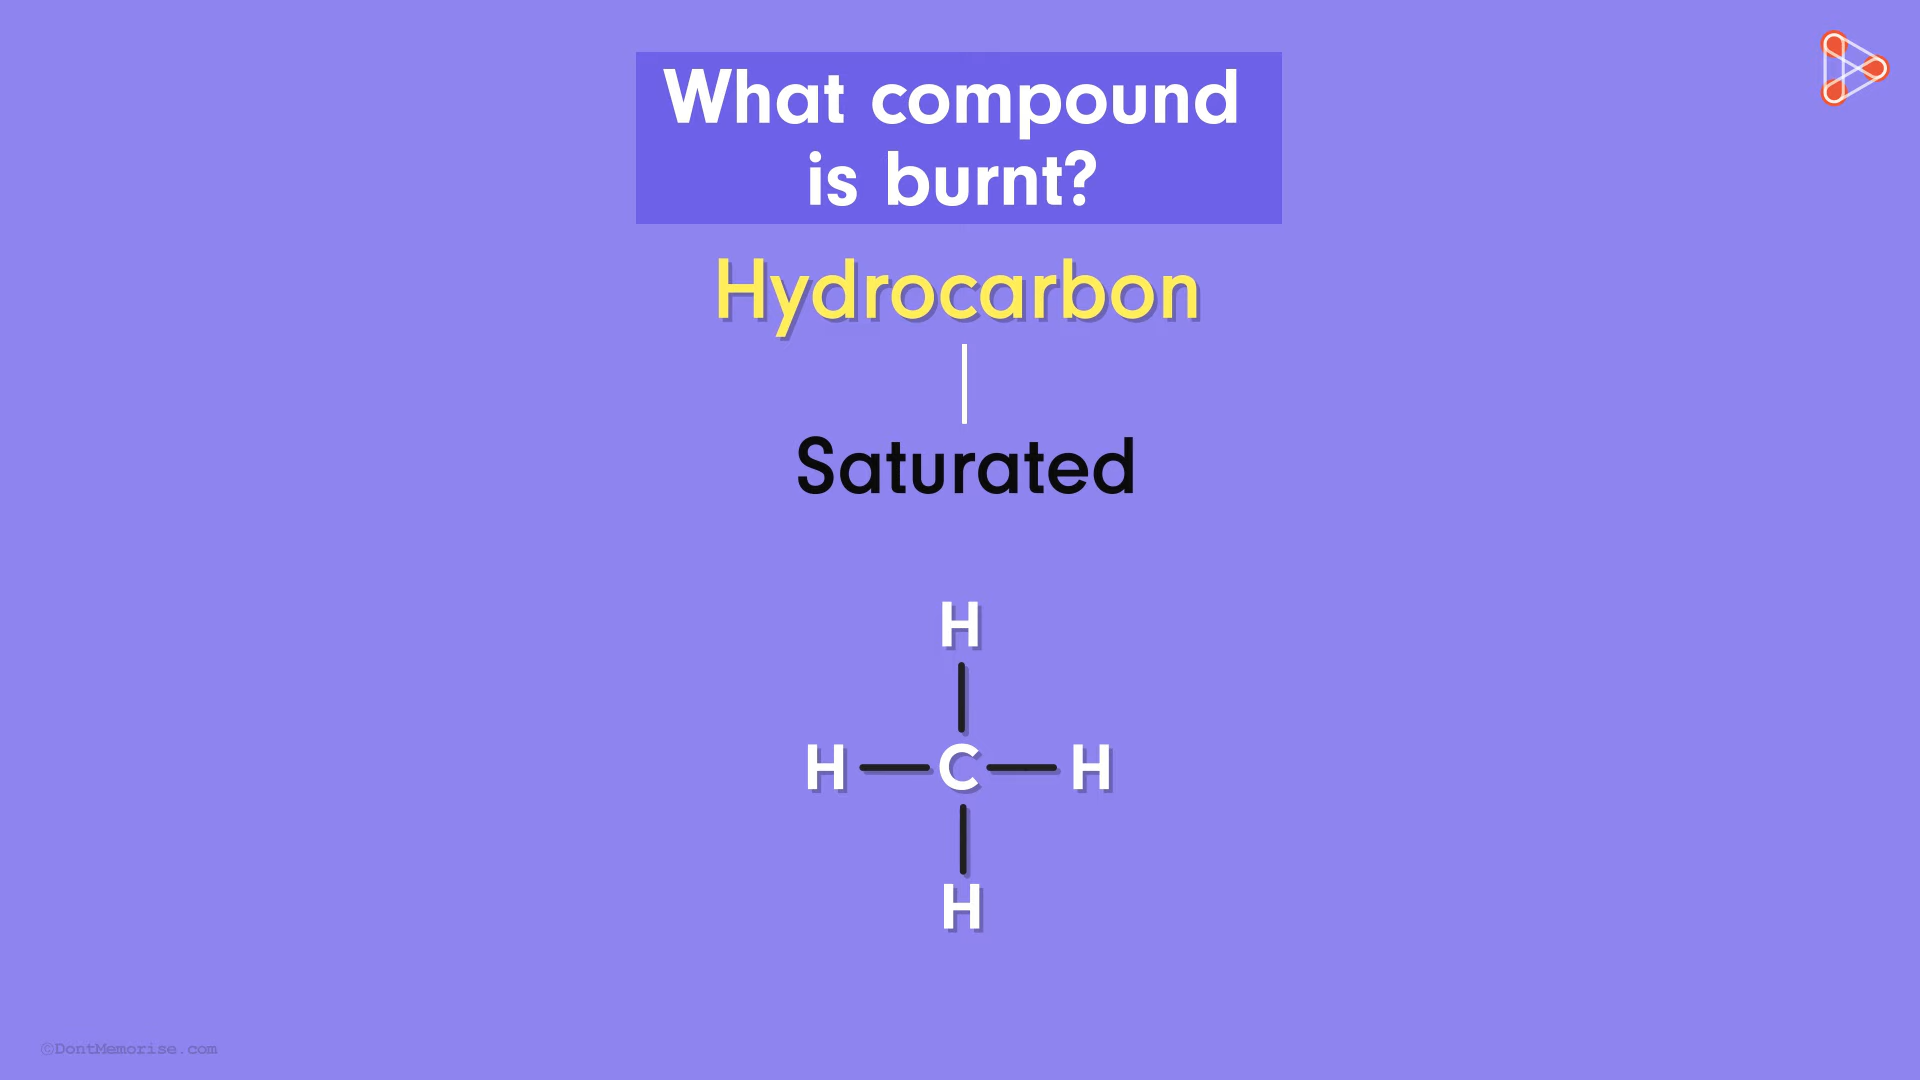 What compound
is burnt?
Hydrocarbon
Saturated
H
H C H
H
©DontMemorise.com